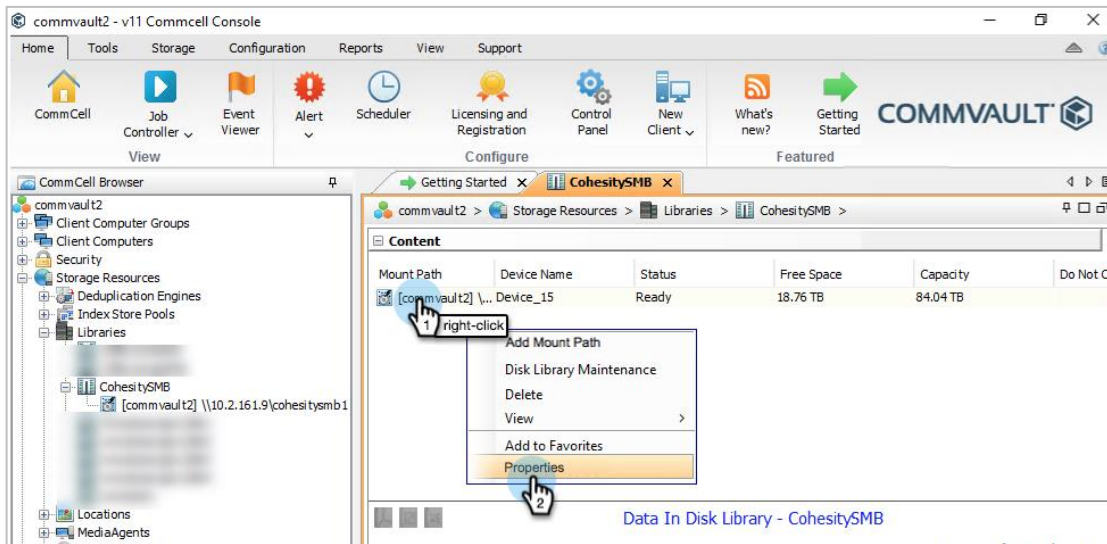 commvault2 - v11 Commcell Console
Home Tools Storage Configuration Reports View Support
CommCell Job Controller Event Viewer Alert Scheduler Licensing and Registration Control Panel New Client What's new? Getting Started COMMVAULT
View Configure Featured
CommCell Browser
commvault2
Client Computer Groups
Client Computers
Security
Storage Resources
Deduplication Engines
Index Store Pools
Libraries
CohesitySMB
[commvault2] \\10.2.161.9\cohesitysmb1
Locations
MediaAgents
Getting Started CohesitySMB
commvault2 > Storage Resources > Libraries > CohesitySMB >
Content
Mount Path Device Name Status Free Space Capacity Do Not C
[commvault2] \... Device_15 Ready 18.76 TB 84.04 TB
1 right-click
Add Mount Path
Disk Library Maintenance
Delete
View >
Add to Favorites
Properties
2
Data In Disk Library - CohesitySMB